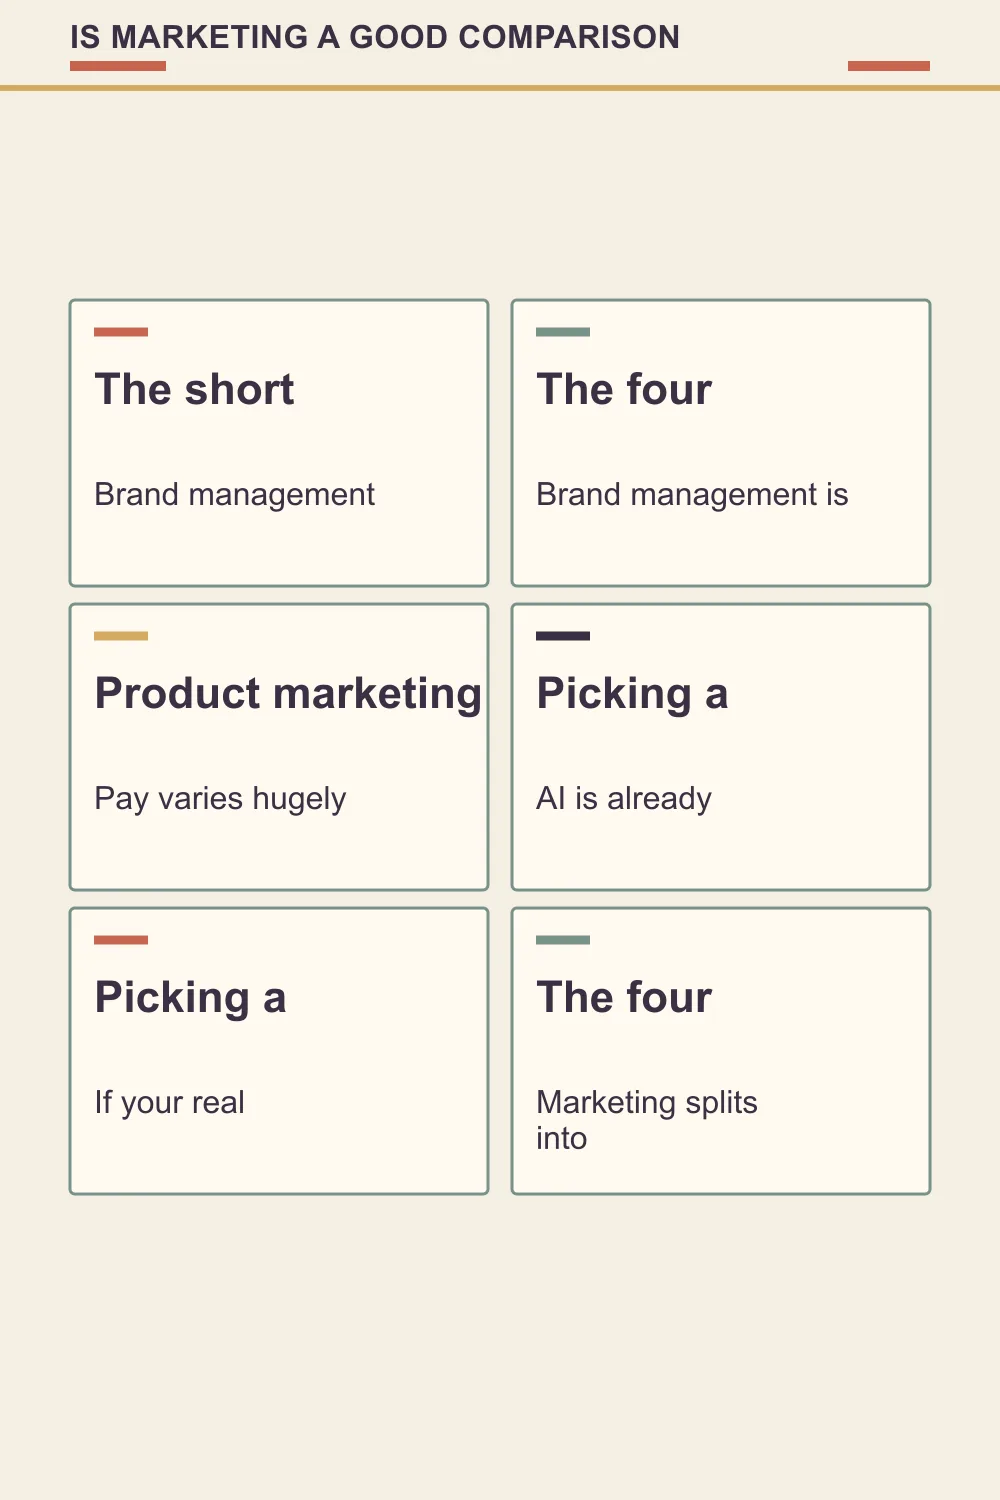 IS MARKETING A GOOD COMPARISON
The short
Brand management
The four
Brand management is
Product marketing
Pay varies hugely
Picking a
AI is already
Picking a
If your real
The four
Marketing splits
into